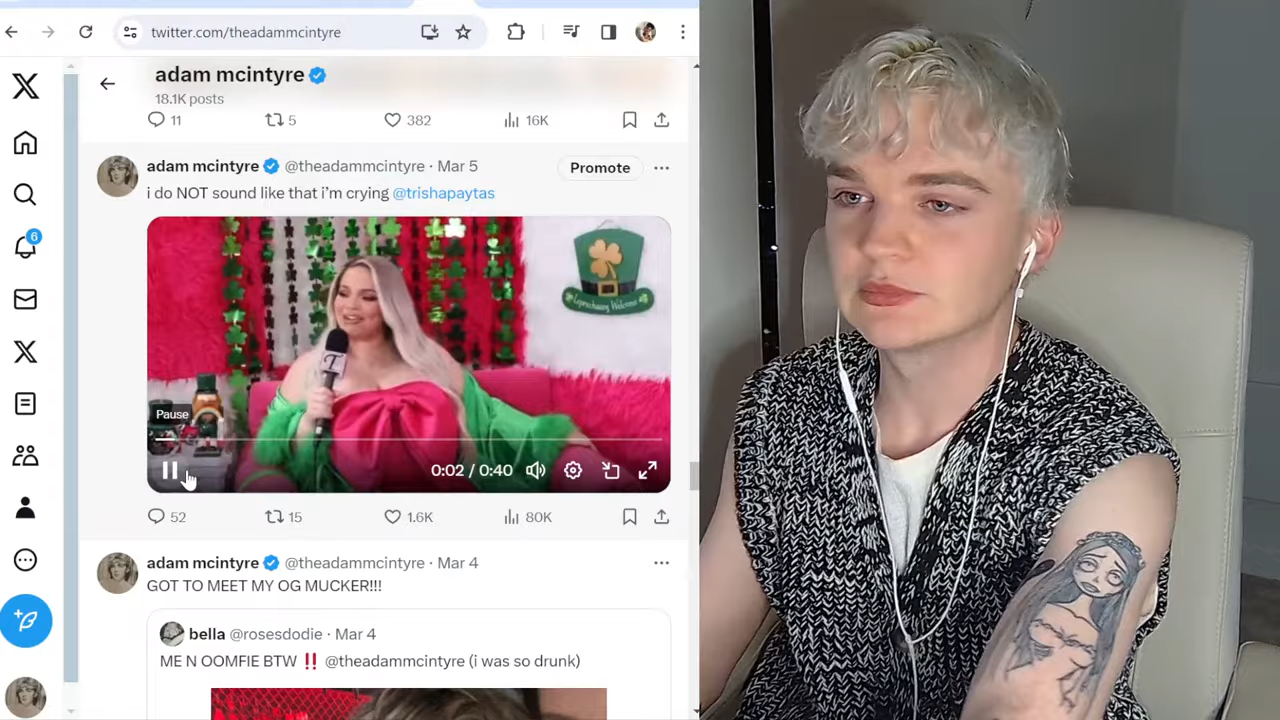 twitter.com/theadammcintyre
adam mcintyre
18.1K posts
11 5 382 16K
adam mcintyre @theadammcintyre · Mar 5 Promote
i do NOT sound like that i'm crying @trishapaytas
Leprechauns Welcome
T
Pause
0:02 / 0:40
6
52 15 1.6K 80K
adam mcintyre @theadammcintyre · Mar 4
GOT TO MEET MY OG MUCKER!!!
bella @rosesdodie · Mar 4
ME N OOMFIE BTW ‼️ @theadammcintyre (i was so drunk)